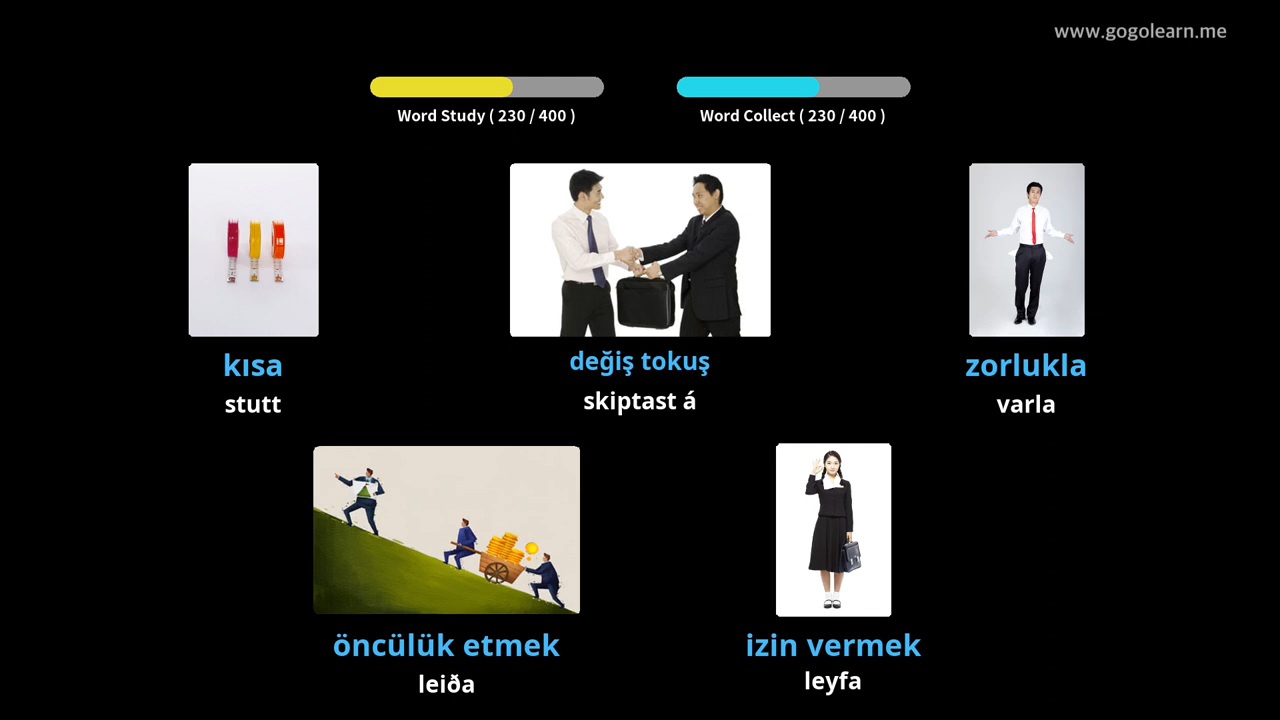 www.gogolearn.me
Word Study ( 230 / 400 )
Word Collect ( 230 / 400 )
kısa
stutt
değiş tokuş
skiptast á
zorlukla
varla
öncülük etmek
leiða
izin vermek
leyfa